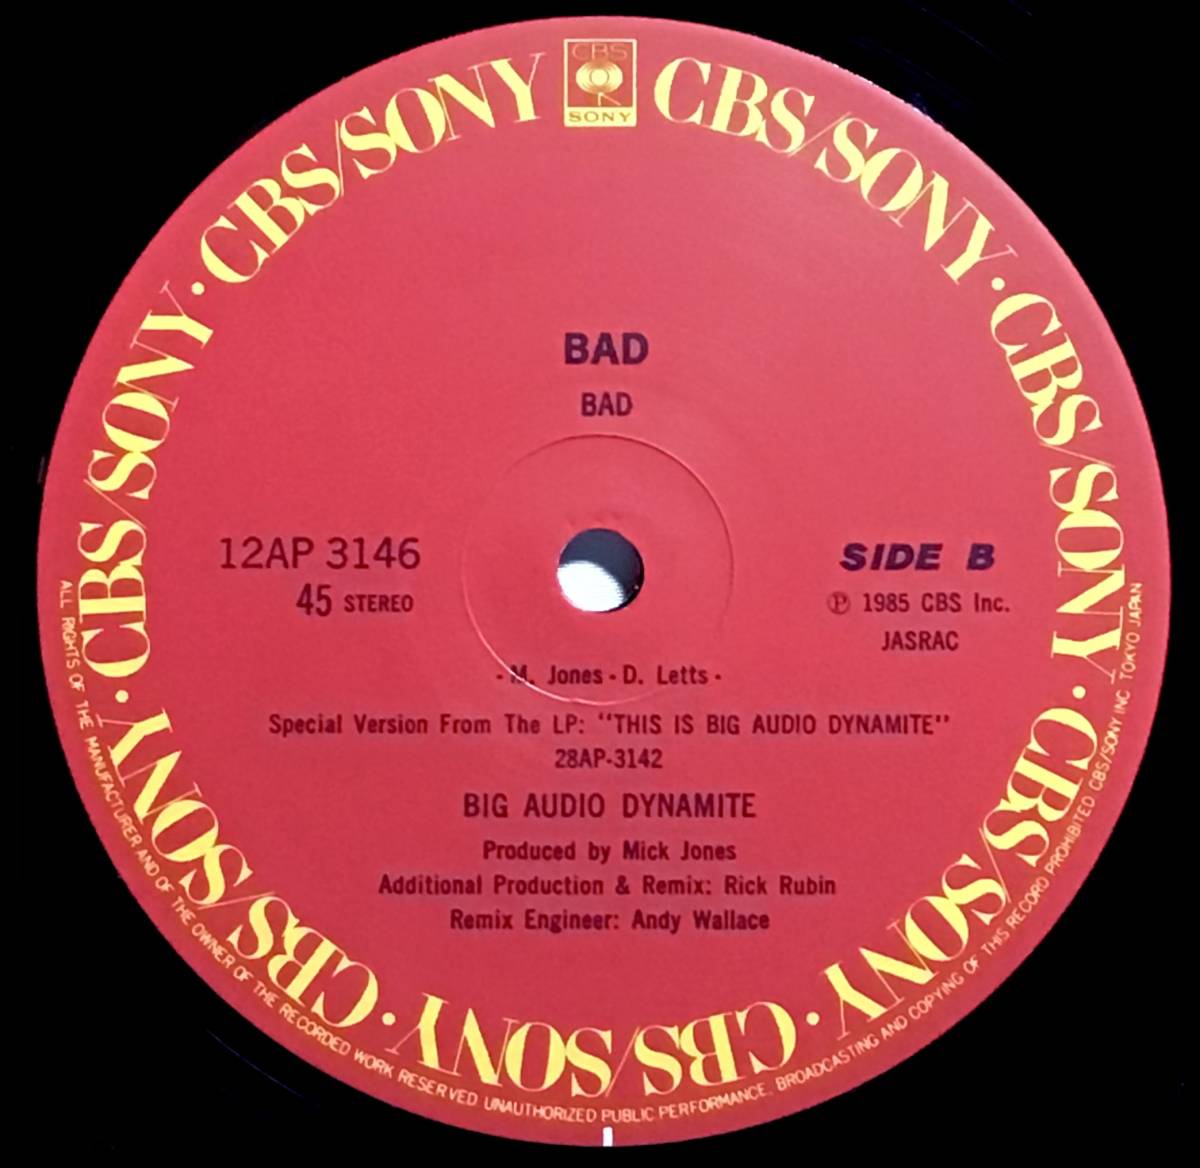 CBS
SONY
CBS/SONY · CBS/SONY · CBS/SONY · CBS/SONY · CBS/SONY · CBS/SONY · CBS/SONY · CBS/SONY
BAD
BAD
12AP 3146
45 STEREO
SIDE B
Ⓟ 1985 CBS Inc.
JASRAC
· M. Jones · D. Letts ·
Special Version From The LP: "THIS IS BIG AUDIO DYNAMITE"
28AP-3142
BIG AUDIO DYNAMITE
Produced by Mick Jones
Additional Production & Remix: Rick Rubin
Remix Engineer: Andy Wallace
ALL RIGHTS OF THE MANUFACTURER AND OF THE OWNER OF THE RECORDED WORK RESERVED UNAUTHORIZED PUBLIC PERFORMANCE, BROADCASTING AND COPYING OF THIS RECORD PROHIBITED CBS/SONY INC TOKYO JAPAN